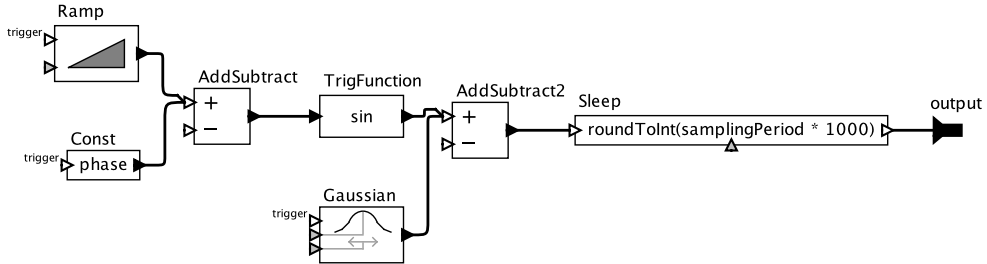 Ramp
trigger
AddSubtract
+
−
TrigFunction
sin
AddSubtract2
+
−
Sleep
roundToInt(samplingPeriod * 1000)
output
Const
trigger
phase
Gaussian
trigger